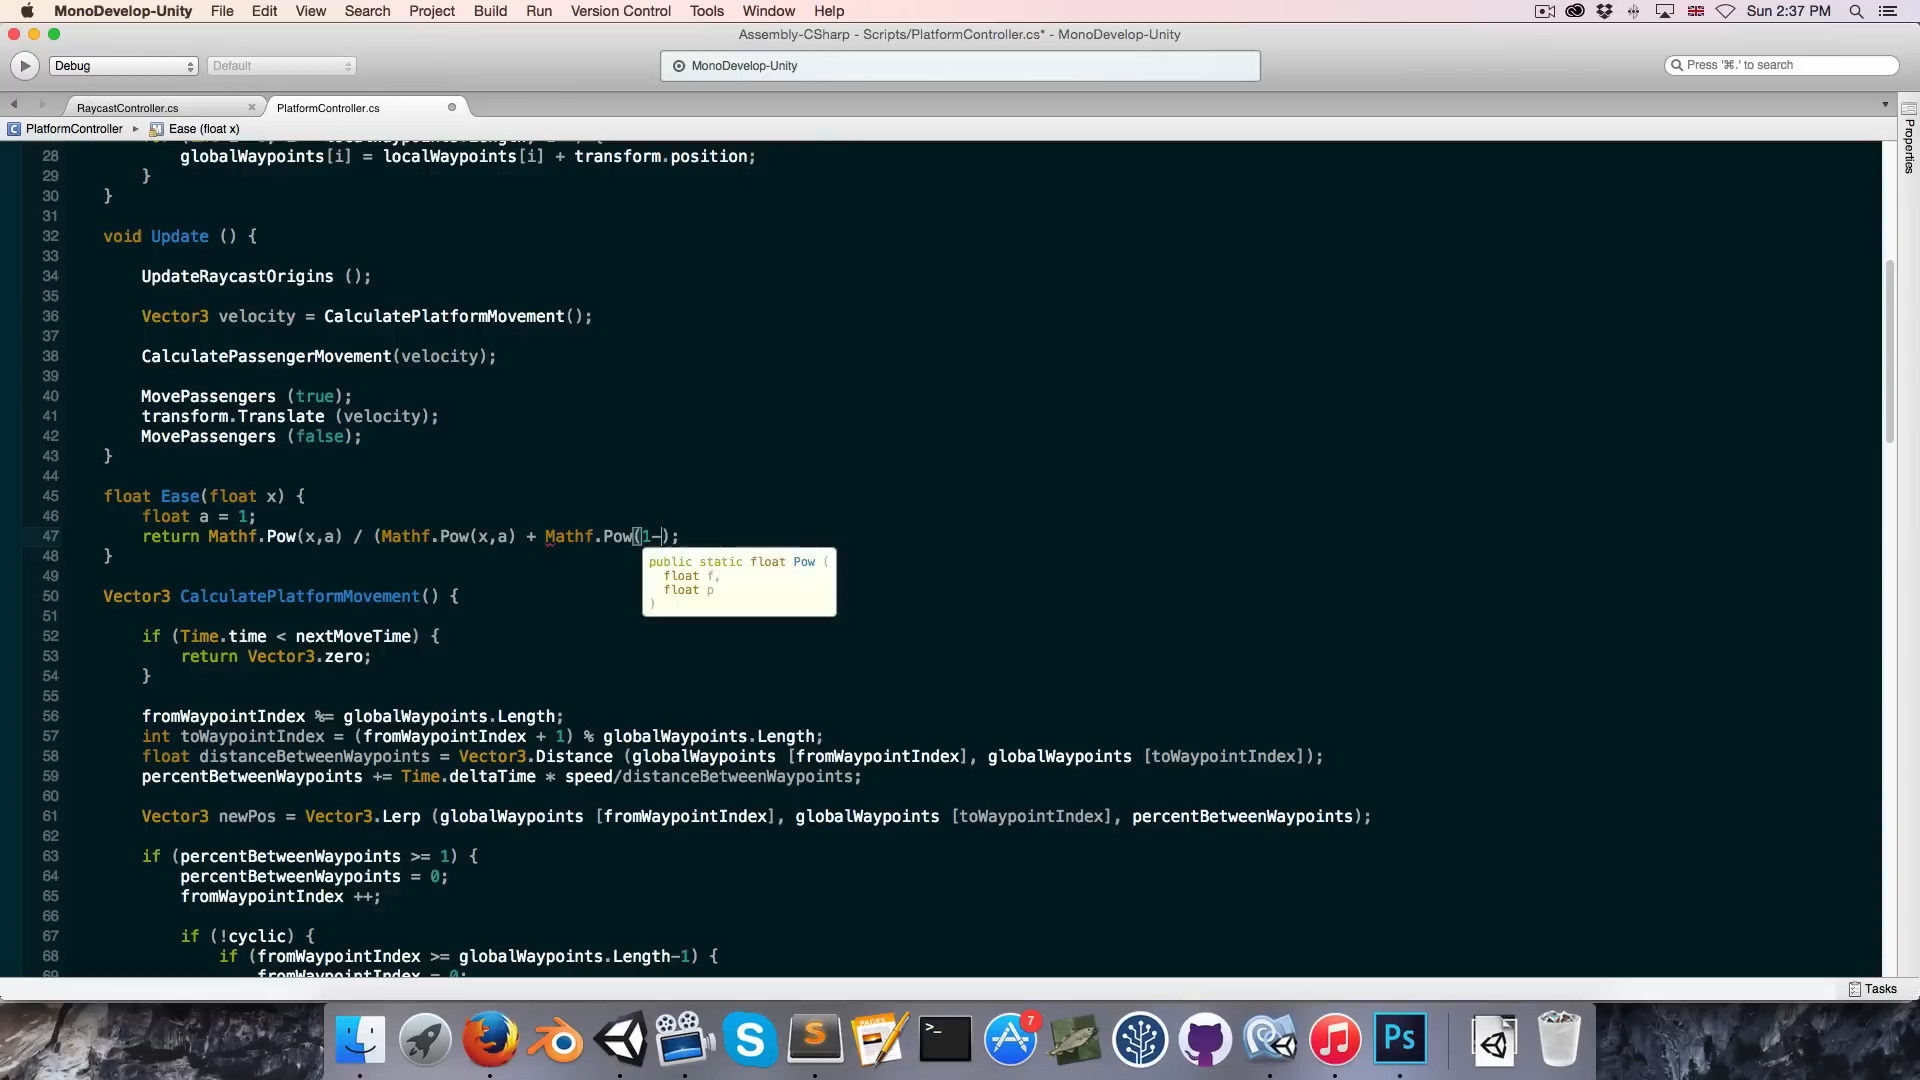 MonoDevelop-Unity File Edit View Search Project Build Run Version Control Tools Window Help Sun 2:37 PM
Assembly-CSharp - Scripts/PlatformController.cs* - MonoDevelop-Unity
Debug Default MonoDevelop-Unity Press '⌘.' to search
RaycastController.cs PlatformController.cs
PlatformController Ease (float x)
Properties
28 globalWaypoints[i] = localWaypoints[i] + transform.position;
29 }
30 }
31
32 void Update () {
33
34 UpdateRaycastOrigins ();
35
36 Vector3 velocity = CalculatePlatformMovement();
37
38 CalculatePassengerMovement(velocity);
39
40 MovePassengers (true);
41 transform.Translate (velocity);
42 MovePassengers (false);
43 }
44
45 float Ease(float x) {
46 float a = 1;
47 return Mathf.Pow(x,a) / (Mathf.Pow(x,a) + Mathf.Pow(1-);
48 }
public static float Pow (
float f,
float p
)
49
50 Vector3 CalculatePlatformMovement() {
51
52 if (Time.time < nextMoveTime) {
53 return Vector3.zero;
54 }
55
56 fromWaypointIndex %= globalWaypoints.Length;
57 int toWaypointIndex = (fromWaypointIndex + 1) % globalWaypoints.Length;
58 float distanceBetweenWaypoints = Vector3.Distance (globalWaypoints [fromWaypointIndex], globalWaypoints [toWaypointIndex]);
59 percentBetweenWaypoints += Time.deltaTime * speed/distanceBetweenWaypoints;
60
61 Vector3 newPos = Vector3.Lerp (globalWaypoints [fromWaypointIndex], globalWaypoints [toWaypointIndex], percentBetweenWaypoints);
62
63 if (percentBetweenWaypoints >= 1) {
64 percentBetweenWaypoints = 0;
65 fromWaypointIndex ++;
66
67 if (!cyclic) {
68 if (fromWaypointIndex >= globalWaypoints.Length-1) {
69 fromWaypointIndex = 0;
Tasks
S
S
PAGES
>_
7
Ps